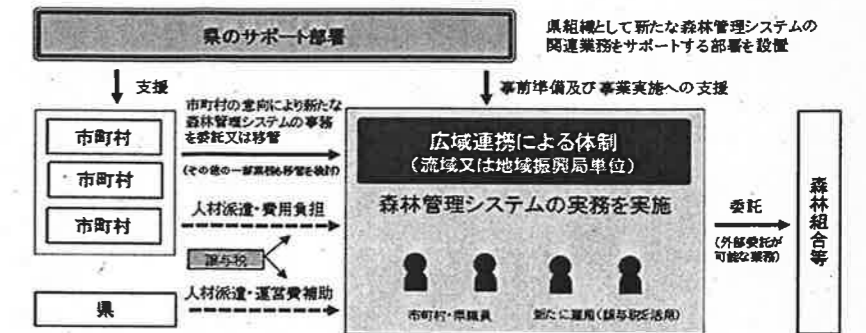 県のサポート部署
県組織として新たな森林管理システムの
関連業務をサポートする部署を設置
支援
事前準備及び事業実施への支援
市町村の意向により新たな
森林管理システムの事務
を委託又は移管
(その他の一部業務も移管を検討)
市町村
市町村
市町村
広域連携による体制
(流域又は地域振興局単位)
森林管理システムの実務を実施
人材派遣・費用負担
譲与税
人材派遣・運営費補助
県
市町村・県職員
新たに雇用(譲与税を活用)
委託
(外部委託が
可能な業務)
森林組合等